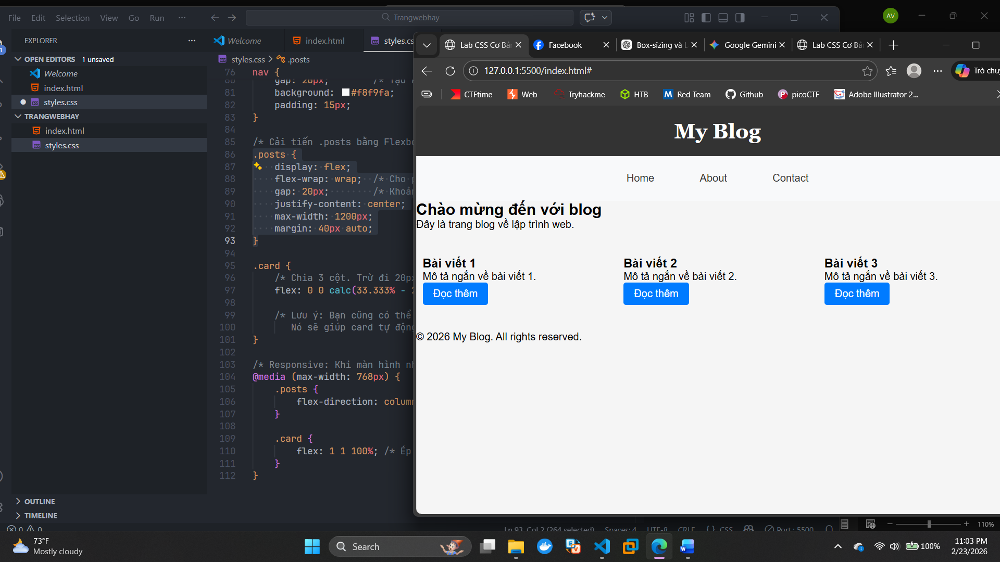 File Edit Selection View Go Run ···
Trangwebhay
AV
EXPLORER
Welcome
index.html
styles.cs
OPEN EDITORS 1 unsaved
Welcome
index.html
styles.css
TRANGWEBHAY
index.html
styles.css
OUTLINE
TIMELINE
styles.css > .posts
76 nav {
80 gap: 20px; /* Tạo
81 background: #f8f9fa;
82 padding: 15px;
83 }
84
85 /* Cải tiến .posts bằng Flexbo
86 .posts {
87 display: flex;
88 flex-wrap: wrap; /* Cho
89 gap: 20px; /* Khoản
90 justify-content: center;
91 max-width: 1200px;
92 margin: 40px auto;
93 }
94
95 .card {
96 /* Chia 3 cột. Trừ đi 20px
97 flex: 0 0 calc(33.333% - 2
98
99 /* Lưu ý: Bạn cũng có thể
100 Nó sẽ giúp card tự động
101 }
102
103 /* Responsive: Khi màn hình nh
104 @media (max-width: 768px) {
105 .posts {
106 flex-direction: column
107 }
108
109 .card {
110 flex: 1 1 100%; /* Ép
111 }
112 }
Lab CSS Cơ Bản
Facebook
Box-sizing và L
Google Gemini
Lab CSS Cơ Bản
127.0.0.1:5500/index.html#
Trò chuy
CTFtime Web Tryhackme HTB Red Team Github picoCTF Adobe Illustrator 2...
My Blog
Home About Contact
Chào mừng đến với blog
Đây là trang blog về lập trình web.
Bài viết 1
Mô tả ngắn về bài viết 1.
Đọc thêm
Bài viết 2
Mô tả ngắn về bài viết 2.
Đọc thêm
Bài viết 3
Mô tả ngắn về bài viết 3.
Đọc thêm
© 2026 My Blog. All rights reserved.
0 0
Ln 93, Col 2 (264 selected) Spaces: 4 UTF-8 CRLF { } CSS Port : 5500
110%
73°F
Mostly cloudy
Search
100%
11:03 PM
2/23/2026